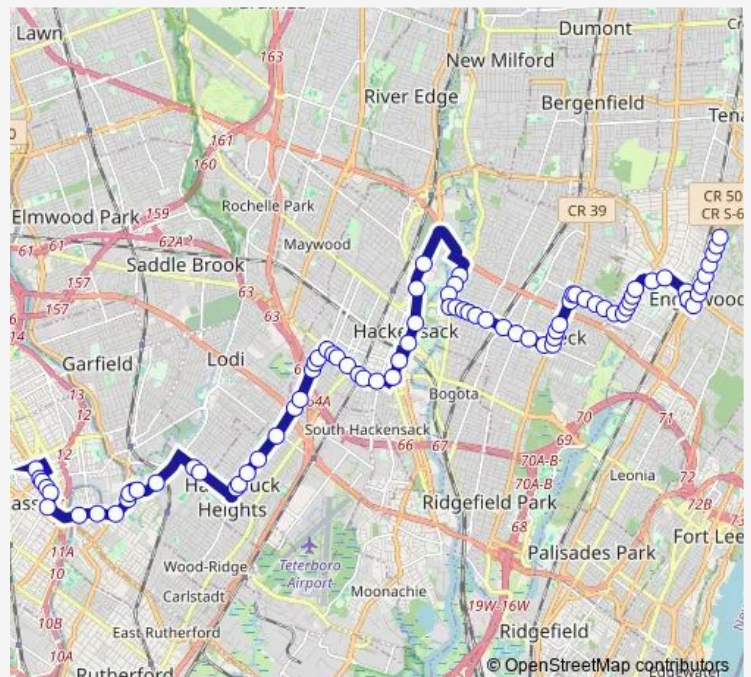 Lawn
163
Dumont
New Milford
River Edge
Bergenfield
161
160
Rochelle Park
CR 39
CR 50
CR S-6
Elmwood Park
159
61
61
62A
Maywood
Saddle Brook
157
157
63
63
Hackensack
Garfield
Lodi
Bogota
13
12
64A
South Hackensack
70
71
66
67
69
12
70A-B
Leonia
70A-B
72B
Heights
Ridgefield Park
68
Fort Lee
11A
10
Palisades Park
Wood-Ridge
Teterboro
Airport
Carlstadt
Moonachie
19W-16W
10B
East Rutherford
Ridgefield
10A
Rutherford
© OpenStreetMap contributors